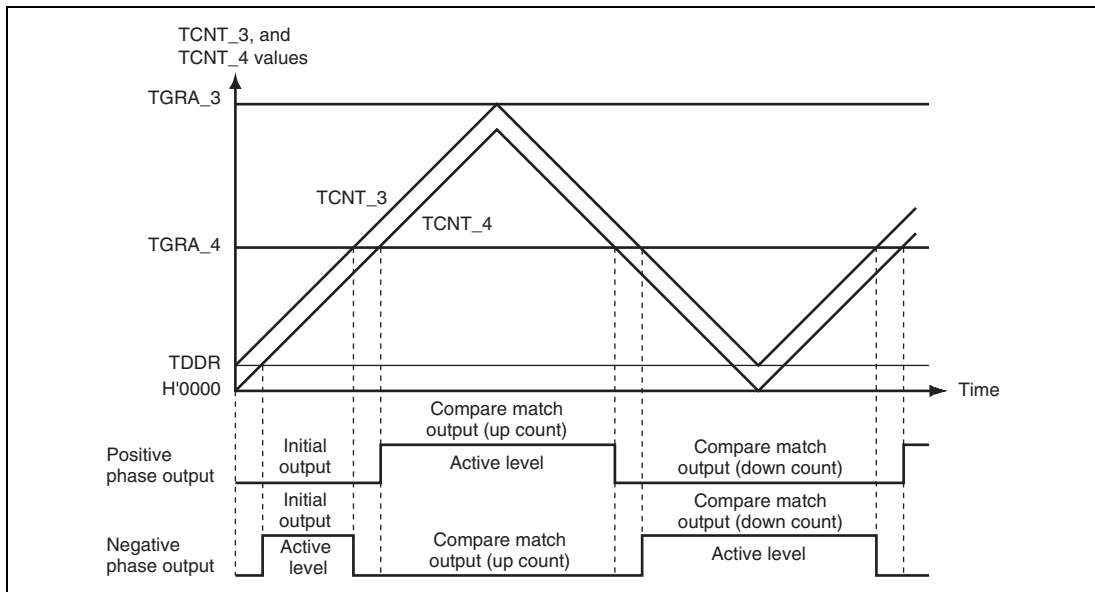 TCNT_3, and
TCNT_4 values
TGRA_3
TCNT_3
TCNT_4
TGRA_4
TDDR
H'0000
Time
Compare match
output (up count)
Positive
phase output
Initial
output
Active level
Compare match
output (down count)
Initial
output
Compare match
output (down count)
Negative
phase output
Active
level
Compare match
output (up count)
Active level